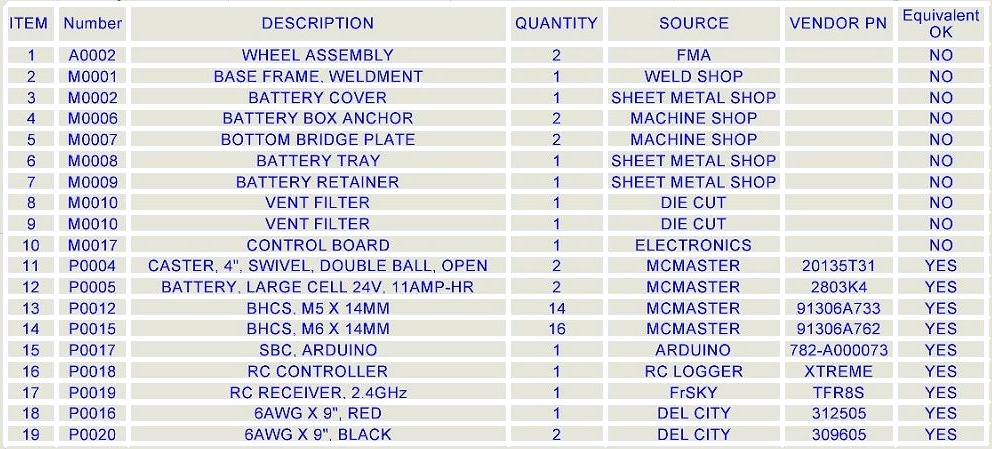 ITEM Number DESCRIPTION QUANTITY SOURCE VENDOR PN Equivalent OK
1 A0002 WHEEL ASSEMBLY 2 FMA NO
2 M0001 BASE FRAME, WELDMENT 1 WELD SHOP NO
3 M0002 BATTERY COVER 1 SHEET METAL SHOP NO
4 M0006 BATTERY BOX ANCHOR 2 MACHINE SHOP NO
5 M0007 BOTTOM BRIDGE PLATE 2 MACHINE SHOP NO
6 M0008 BATTERY TRAY 1 SHEET METAL SHOP NO
7 M0009 BATTERY RETAINER 1 SHEET METAL SHOP NO
8 M0010 VENT FILTER 1 DIE CUT NO
9 M0010 VENT FILTER 1 DIE CUT NO
10 M0017 CONTROL BOARD 1 ELECTRONICS NO
11 P0004 CASTER, 4", SWIVEL, DOUBLE BALL, OPEN 2 MCMASTER 20135T31 YES
12 P0005 BATTERY, LARGE CELL 24V, 11AMP-HR 2 MCMASTER 2803K4 YES
13 P0012 BHCS, M5 X 14MM 14 MCMASTER 91306A733 YES
14 P0015 BHCS, M6 X 14MM 16 MCMASTER 91306A762 YES
15 P0017 SBC, ARDUINO 1 ARDUINO 782-A000073 YES
16 P0018 RC CONTROLLER 1 RC LOGGER XTREME YES
17 P0019 RC RECEIVER, 2.4GHz 1 FrSKY TFR8S YES
18 P0016 6AWG X 9", RED 1 DEL CITY 312505 YES
19 P0020 6AWG X 9", BLACK 2 DEL CITY 309605 YES